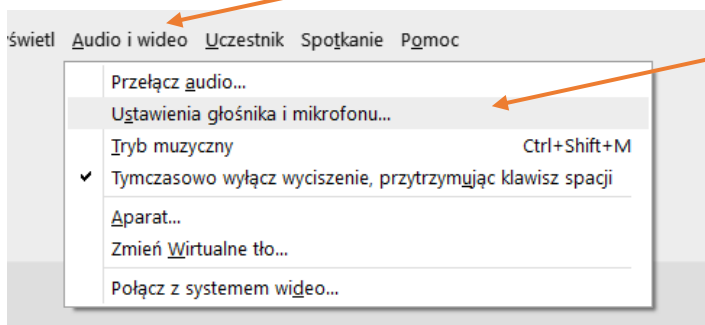 yświetl Audio i wideo Uczestnik Spotkanie Pomoc
Przełącz audio...
Ustawienia głośnika i mikrofonu...
Tryb muzyczny Ctrl+Shift+M
Tymczasowo wyłącz wyciszenie, przytrzymując klawisz spacji
Aparat...
Zmień Wirtualne tło...
Połącz z systemem wideo...